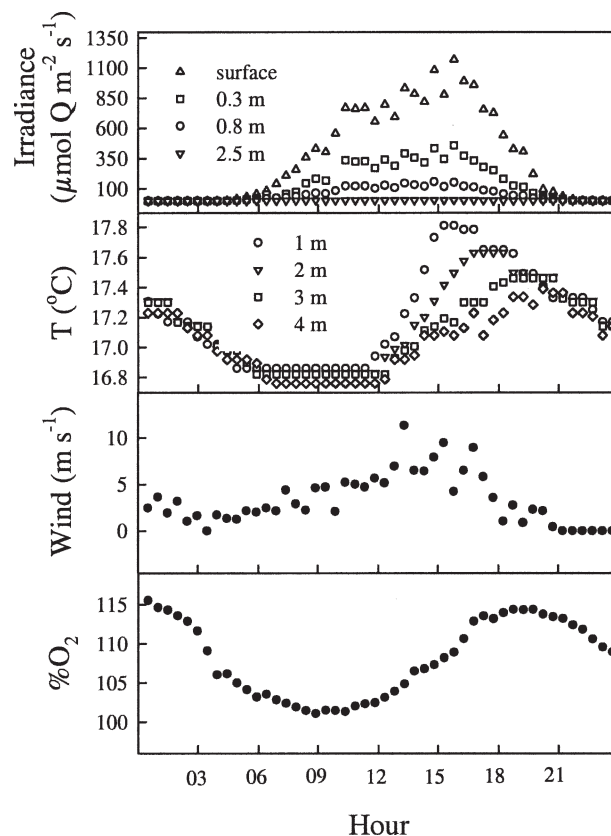 Irradiance
(µmol Q m-2 s-1)
1350
1100
850
600
350
100
surface
0.3 m
0.8 m
2.5 m
T (°C)
17.8
17.6
17.4
17.2
17.0
16.8
1 m
2 m
3 m
4 m
Wind (m s-1)
10
5
0
%O2
115
110
105
100
03 06 09 12 15 18 21
Hour